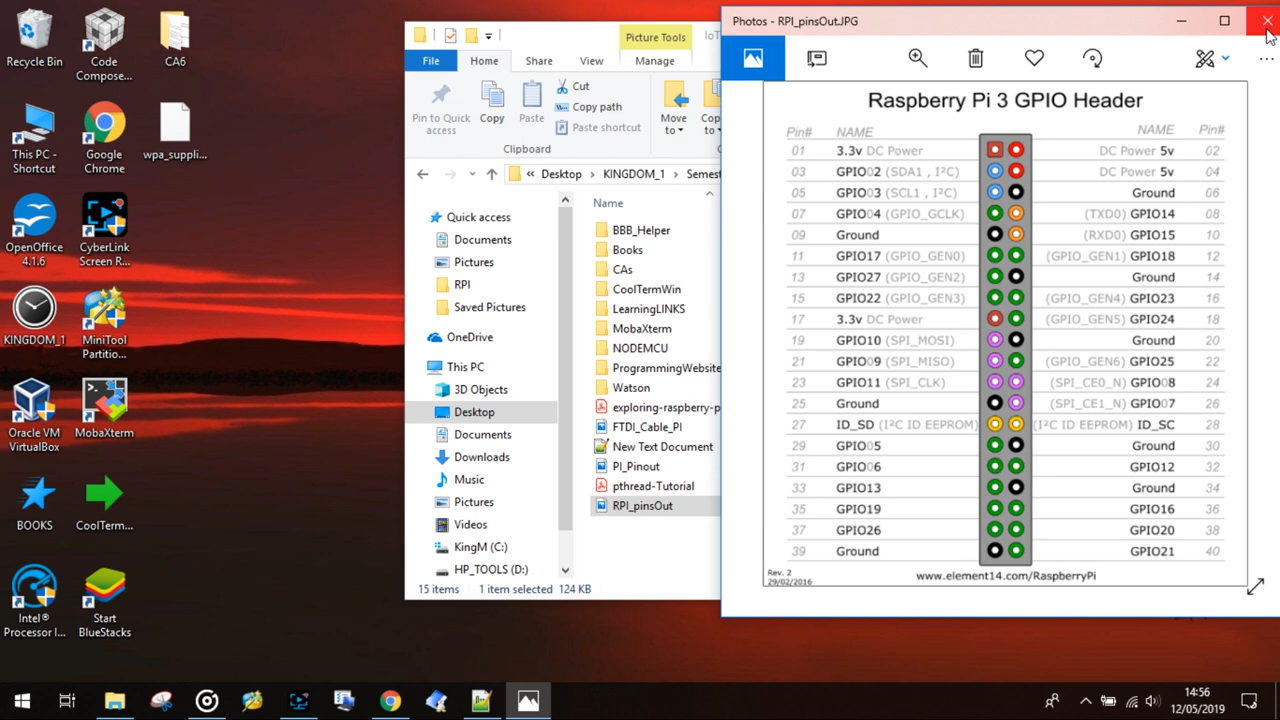 Recycle Bin
Code
Compose...
CA6
This PC -
Shortcut
Google
Chrome
wpa_suppli...
OpenOffice
4.1.6
CyberLink
Screen R...
KINGDOM_1
MiniTool
Partitio...
Oracle VM
VirtualBox
MobaXterm
BOOKS
CoolTerm...
Intel®
Processor I...
Start
BlueStacks
Picture Tools
IoT
File
Home
Share
View
Manage
Pin to Quick
access
Copy
Paste
Cut
Copy path
Paste shortcut
Move
to
Cop
to
Clipboard
« Desktop > KINGDOM_1 > Semest
Quick access
Documents
Pictures
RPI
Saved Pictures
OneDrive
This PC
3D Objects
Desktop
Documents
Downloads
Music
Pictures
Videos
KingM (C:)
HP_TOOLS (D:)
Name
BBB_Helper
Books
CAs
CoolTermWin
LearningLINKS
MobaXterm
NODEMCU
ProgrammingWebsite
Watson
exploring-raspberry-p
FTDI_Cable_PI
New Text Document
PI_Pinout
pthread-Tutorial
RPI_pinsOut
15 items 1 item selected 124 KB
Photos - RPI_pinsOut.JPG
Raspberry Pi 3 GPIO Header
Pin# NAME NAME Pin#
01 3.3v DC Power DC Power 5v 02
03 GPIO02 (SDA1 , I²C) DC Power 5v 04
05 GPIO03 (SCL1 , I²C) Ground 06
07 GPIO04 (GPIO_GCLK) (TXD0) GPIO14 08
09 Ground (RXD0) GPIO15 10
11 GPIO17 (GPIO_GEN0) (GPIO_GEN1) GPIO18 12
13 GPIO27 (GPIO_GEN2) Ground 14
15 GPIO22 (GPIO_GEN3) (GPIO_GEN4) GPIO23 16
17 3.3v DC Power (GPIO_GEN5) GPIO24 18
19 GPIO10 (SPI_MOSI) Ground 20
21 GPIO09 (SPI_MISO) (GPIO_GEN6) GPIO25 22
23 GPIO11 (SPI_CLK) (SPI_CE0_N) GPIO08 24
25 Ground (SPI_CE1_N) GPIO07 26
27 ID_SD (I²C ID EEPROM) (I²C ID EEPROM) ID_SC 28
29 GPIO05 Ground 30
31 GPIO06 GPIO12 32
33 GPIO13 Ground 34
35 GPIO19 GPIO16 36
37 GPIO26 GPIO20 38
39 Ground GPIO21 40
Rev. 2
29/02/2016
www.element14.com/RaspberryPi
14:56
12/05/2019